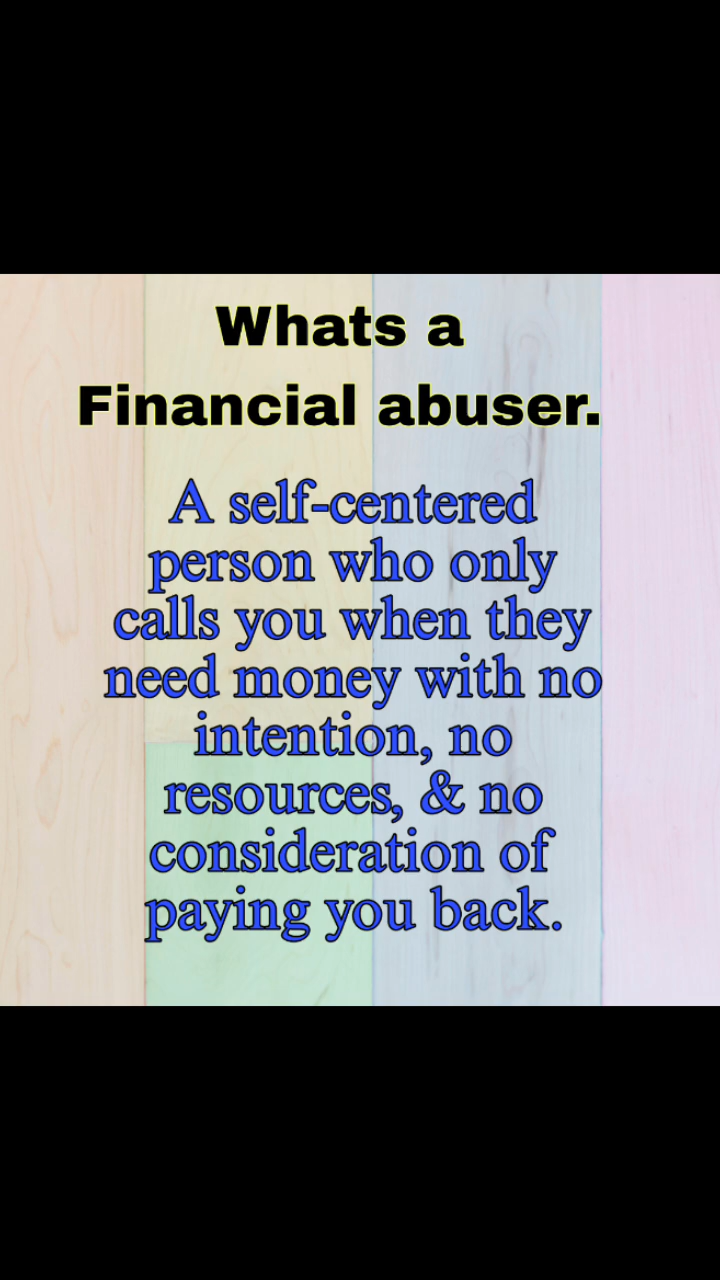 Whats a
Financial abuser.
A self-centered
person who only
calls you when they
need money with no
intention, no
resources, & no
consideration of
paying you back.